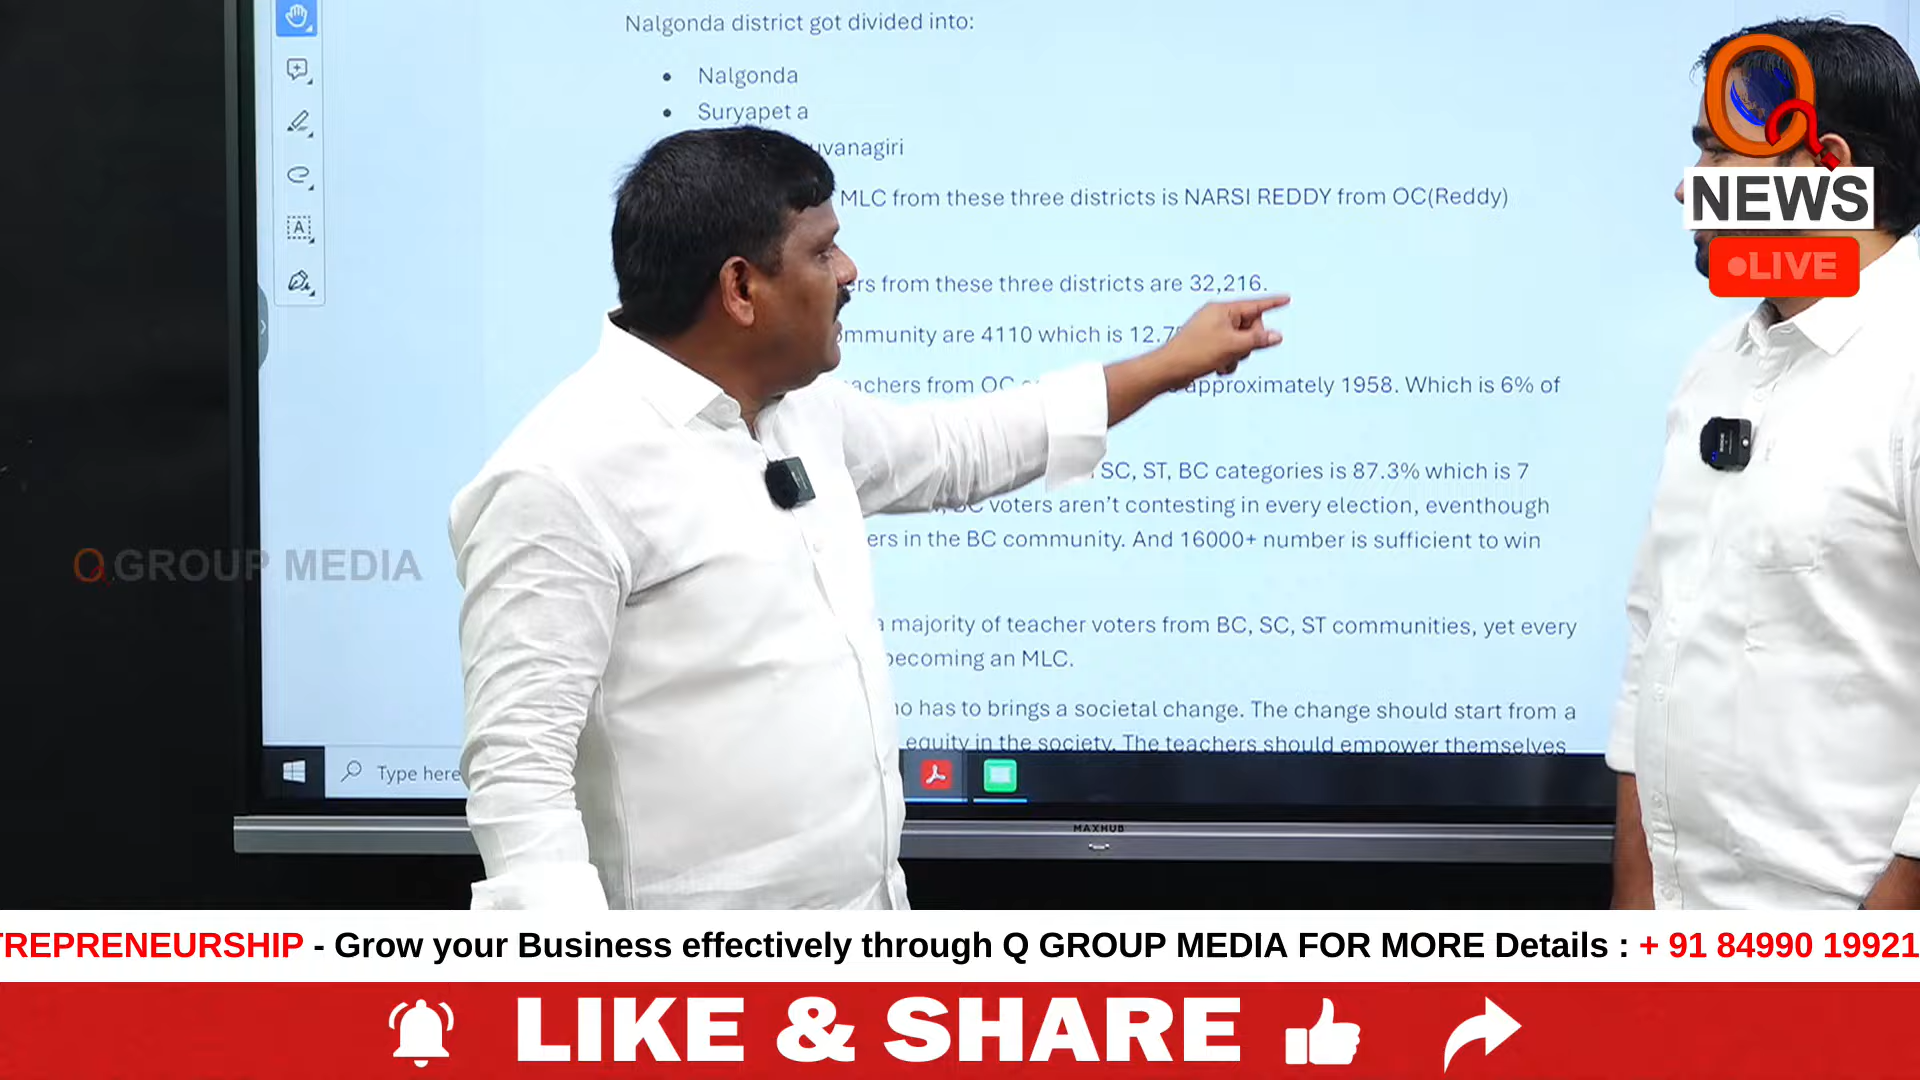 Nalgonda district got divided into:
• Nalgonda
• Suryapet a
uvanagiri
MLC from these three districts is NARSI REDDY from OC(Reddy)
ers from these three districts are 32,216.
ommunity are 4110 which is 12.7
achers from OC approximately 1958. Which is 6% of
SC, ST, BC categories is 87.3% which is 7
voters aren't contesting in every election, eventhough
ers in the BC community. And 16000+ number is sufficient to win
a majority of teacher voters from BC, SC, ST communities, yet every
becoming an MLC.
ho has to brings a societal change. The change should start from a
equity in the society. The teachers should empower themselves
Type here
MAXHUB
Q GROUP MEDIA
NEWS
LIVE
TREPRENEURSHIP - Grow your Business effectively through Q GROUP MEDIA FOR MORE Details : + 91 84990 19921
LIKE & SHARE